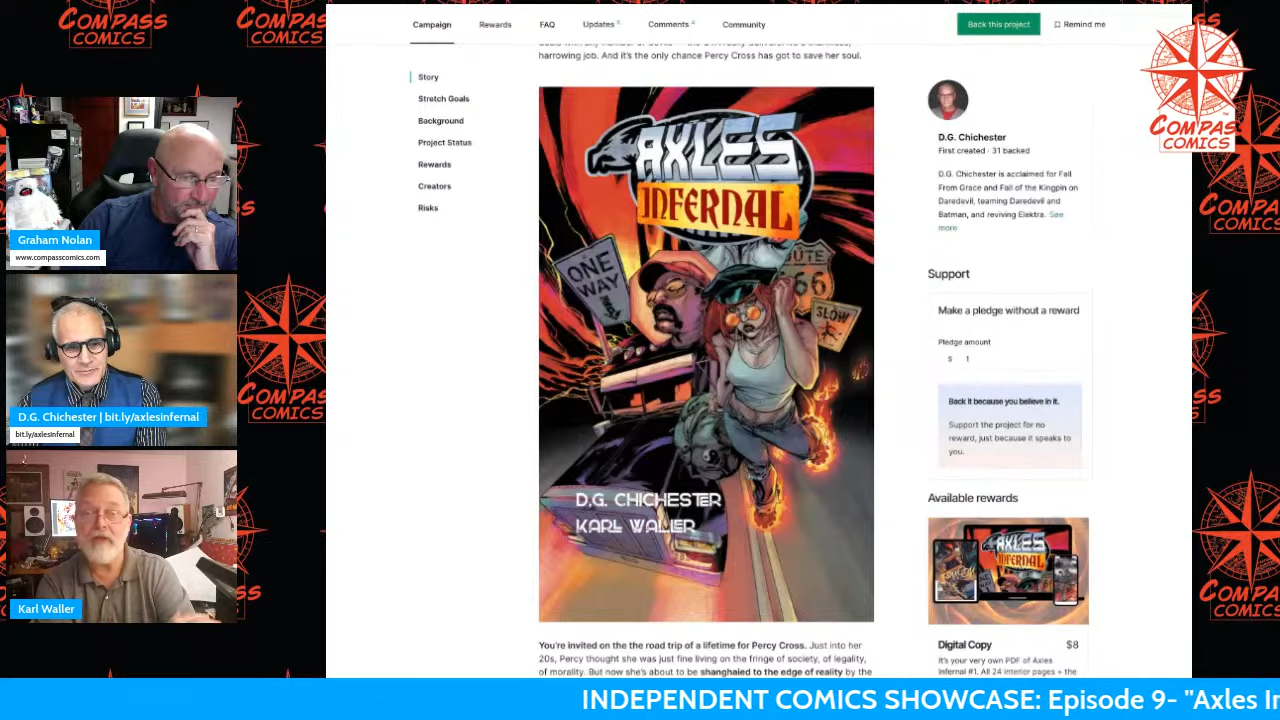 COMPASS
COMICS
Campaign
Rewards
FAQ
Updates 5
Comments 4
Community
Back this project
Remind me
harrowing job. And it's the only chance Percy Cross has got to save her soul.
Story
Stretch Goals
Background
Project Status
Rewards
Creators
Risks
AXLES
INFERNAL
ONE
WAY
ROUTE
66
SLOW
D.G. CHICHESTER
KARL WALLER
You're invited on the the road trip of a lifetime for Percy Cross. Just into her
20s, Percy thought she was just fine living on the fringe of society, of legality,
of morality. But now she's about to be shanghaied to the edge of reality by the
D.G. Chichester
First created · 31 backed
D.G. Chichester is acclaimed for Fall
From Grace and Fall of the Kingpin on
Daredevil, teaming Daredevil and
Batman, and reviving Elektra. See
more
Support
Make a pledge without a reward
Pledge amount
$ 1
Back it because you believe in it.
Support the project for no
reward, just because it speaks to
you.
Available rewards
AXLES
INFERNAL
Digital Copy $8
It's your very own PDF of Axles
Infernal #1. All 24 interior pages + the
COMPASS
COMICS
Graham Nolan
www.compasscomics.com
D.G. Chichester | bit.ly/axlesinfernal
bit.ly/axlesinfernal
Karl Waller
INDEPENDENT COMICS SHOWCASE: Episode 9- "Axles In